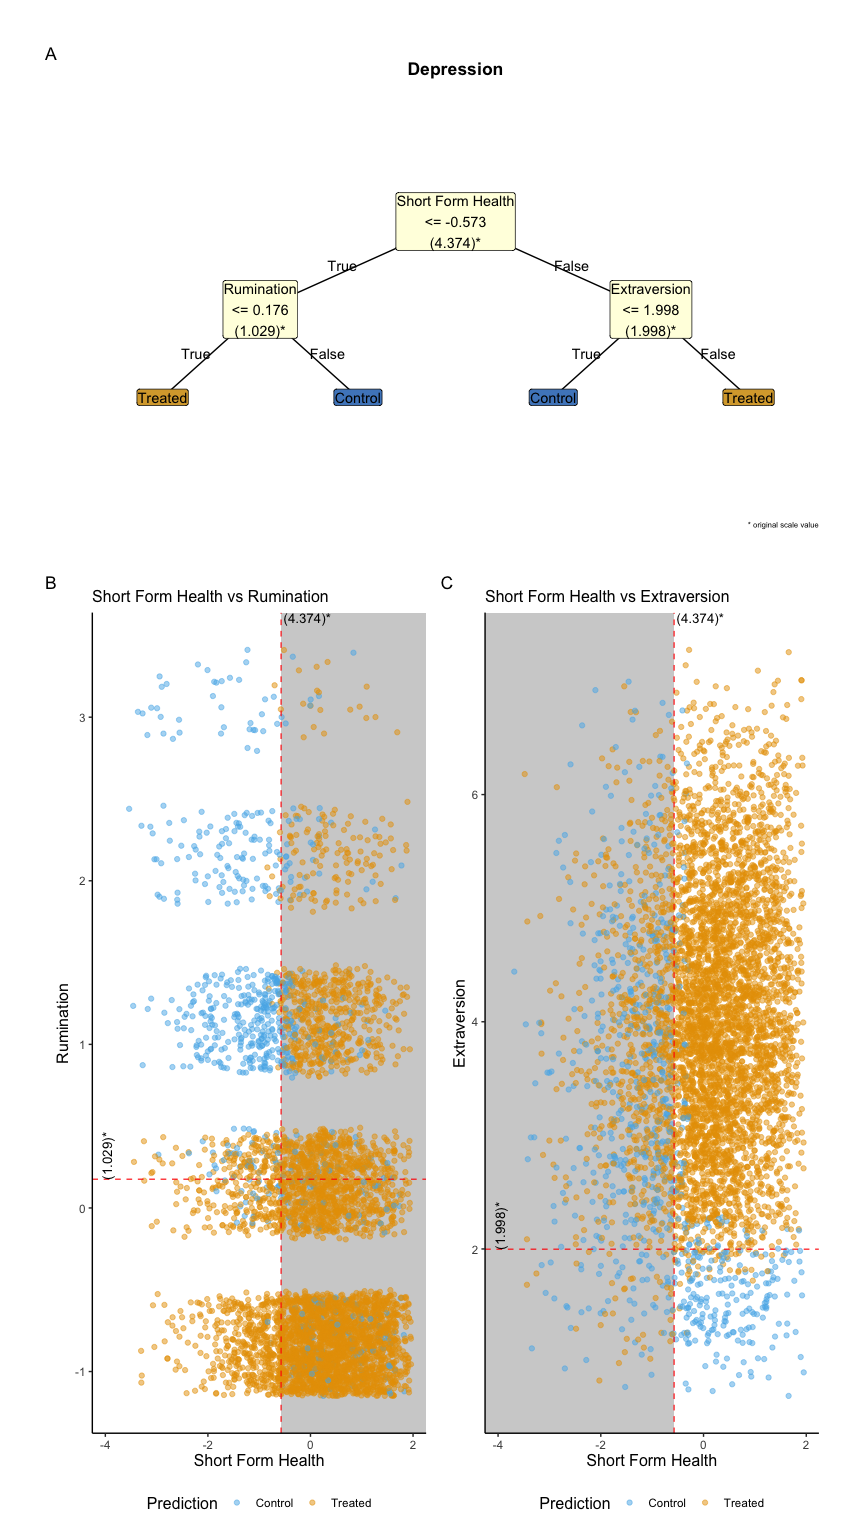 A
Depression
Short Form Health
<= -0.573
(4.374)*
True
False
Rumination
<= 0.176
(1.029)*
Extraversion
<= 1.998
(1.998)*
True
False
True
False
Treated
Control
Control
Treated
* original scale value
B
Short Form Health vs Rumination
(4.374)*
3
2
1
0
-1
Rumination
(1.029)*
-4
-2
0
2
Short Form Health
Prediction Control Treated
C
Short Form Health vs Extraversion
(4.374)*
6
4
2
Extraversion
(1.998)*
-4
-2
0
2
Short Form Health
Prediction Control Treated